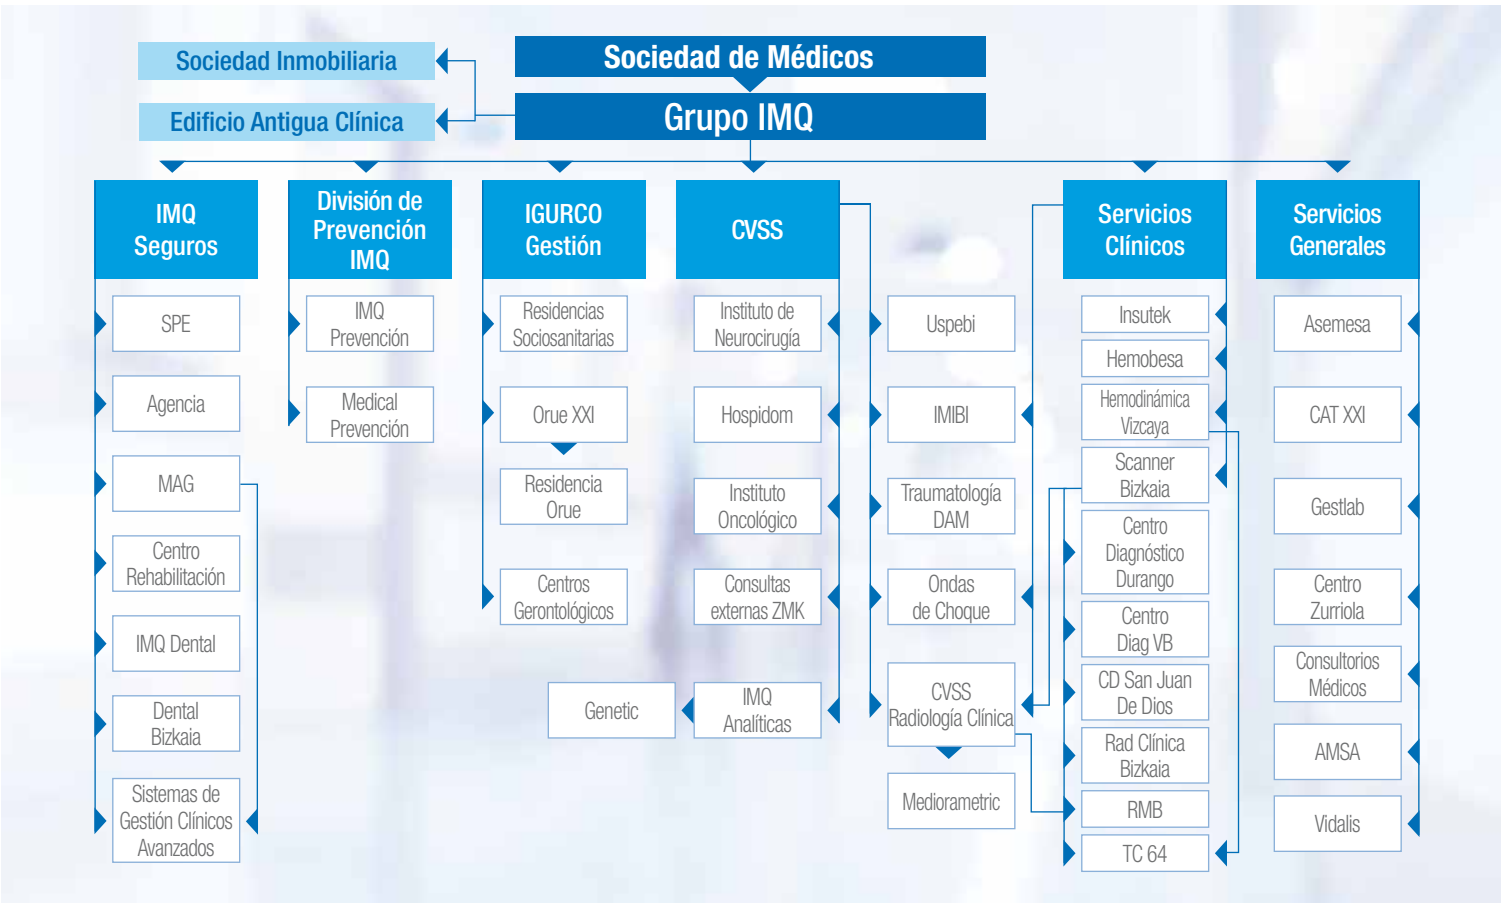 Sociedad Inmobiliaria
Edificio Antigua Clínica
Sociedad de Médicos
Grupo IMQ
IMQ
Seguros
SPE
Agencia
MAG
Centro
Rehabilitación
IMQ Dental
Dental
Bizkaia
Sistemas de
Gestión Clínicos
Avanzados
División de
Prevención
IMQ
IMQ
Prevención
Medical
Prevención
IGURCO
Gestión
Residencias
Sociosanitarias
Orue XXI
Residencia
Orue
Centros
Gerontológicos
CVSS
Instituto de
Neurocirugía
Hospidom
Instituto
Oncológico
Consultas
externas ZMK
IMQ
Analíticas
Genetic
Uspebi
IMIBI
Traumatología
DAM
Ondas
de Choque
CVSS
Radiología Clínica
Mediorametric
Servicios
Clínicos
Insutek
Hemobesa
Hemodinámica
Vizcaya
Scanner
Bizkaia
Centro
Diagnóstico
Durango
Centro
Diag VB
CD San Juan
De Dios
Rad Clínica
Bizkaia
RMB
TC 64
Servicios
Generales
Asemesa
CAT XXI
Gestlab
Centro
Zurriola
Consultorios
Médicos
AMSA
Vidalis